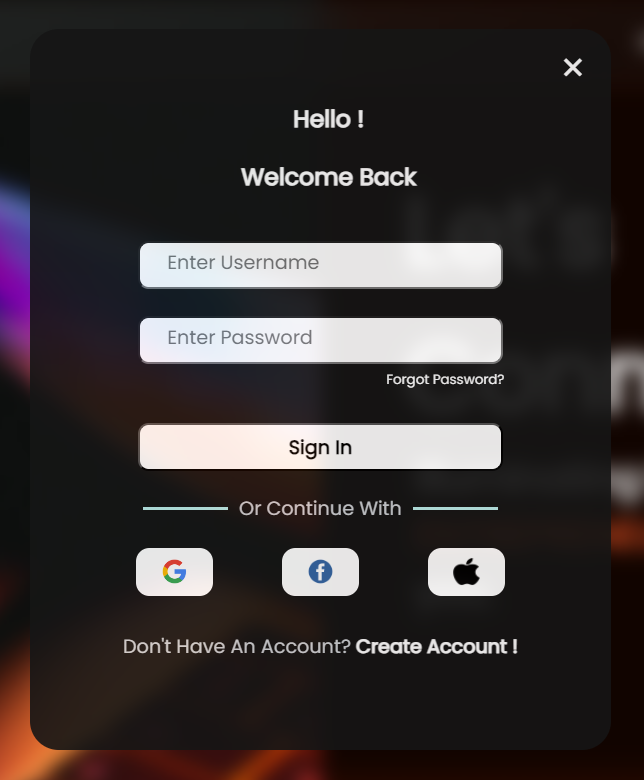 Hello !
Welcome Back
Let's
Enter Username
Enter Password
Forgot Password?
Sign In
Or Continue With
Don't Have An Account? Create Account !